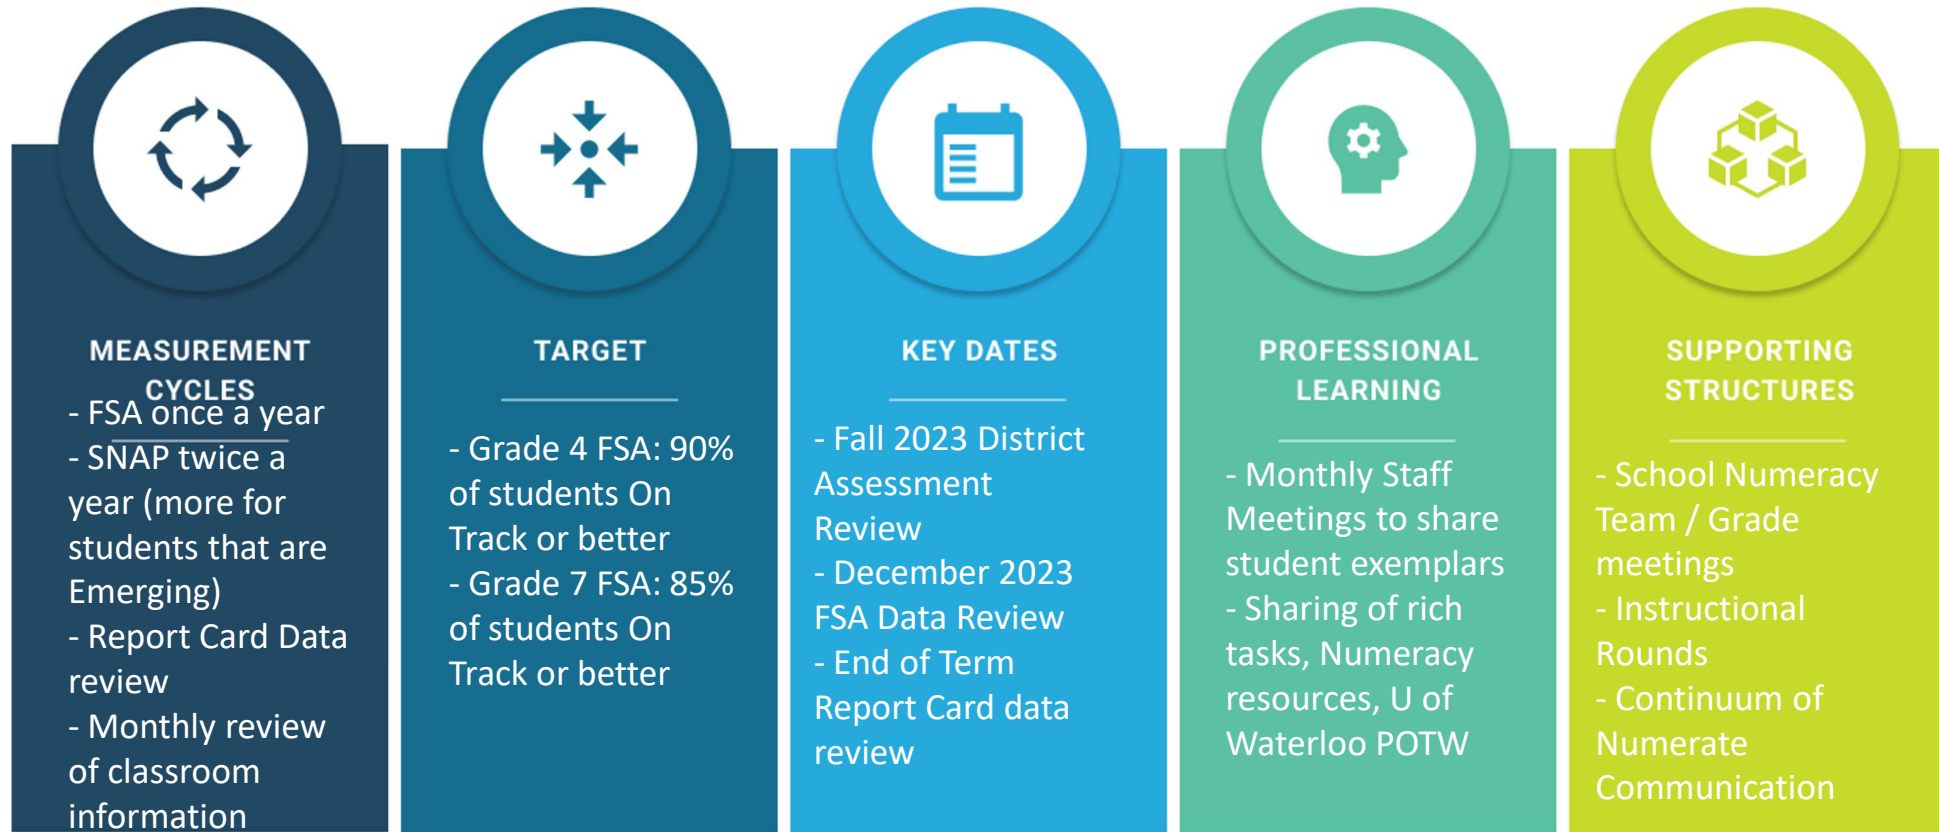 MEASUREMENT
CYCLES
- FSA once a year
- SNAP twice a
year (more for
students that are
Emerging)
- Report Card Data
review
- Monthly review
of classroom
information
TARGET
- Grade 4 FSA: 90%
of students On
Track or better
- Grade 7 FSA: 85%
of students On
Track or better
KEY DATES
- Fall 2023 District
Assessment
Review
- December 2023
FSA Data Review
- End of Term
Report Card data
review
PROFESSIONAL
LEARNING
- Monthly Staff
Meetings to share
student exemplars
- Sharing of rich
tasks, Numeracy
resources, U of
Waterloo POTW
SUPPORTING
STRUCTURES
- School Numeracy
Team / Grade
meetings
- Instructional
Rounds
- Continuum of
Numerate
Communication